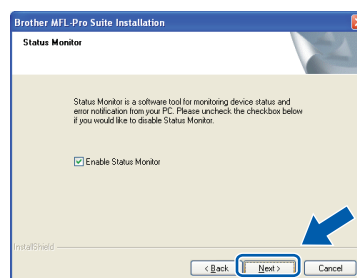 Brother MFL-Pro Suite Installation
Status Monitor
Status Monitor is a software tool for monitoring device status and
error notification from your PC. Please uncheck the checkbox below
if you would like to disable Status Monitor.
Enable Status Monitor
InstallShield
< Back
Next >
Cancel